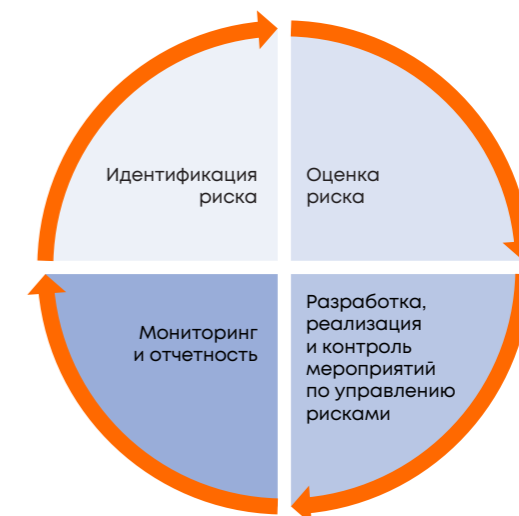 Идентификация
риска
Оценка
риска
Разработка,
реализация
и контроль
мероприятий
по управлению
рисками
Мониторинг
и отчетность